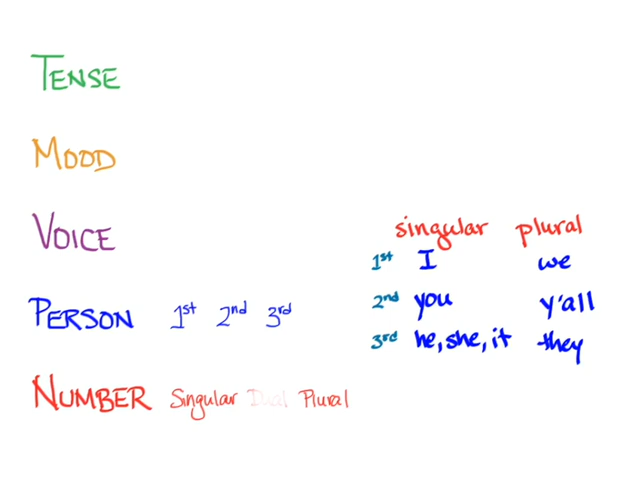 TENSE
MOOD
VOICE
singular plural
1st I we
2nd you y'all
3rd he, she, it they
PERSON 1st 2nd 3rd
NUMBER Singular Dual Plural